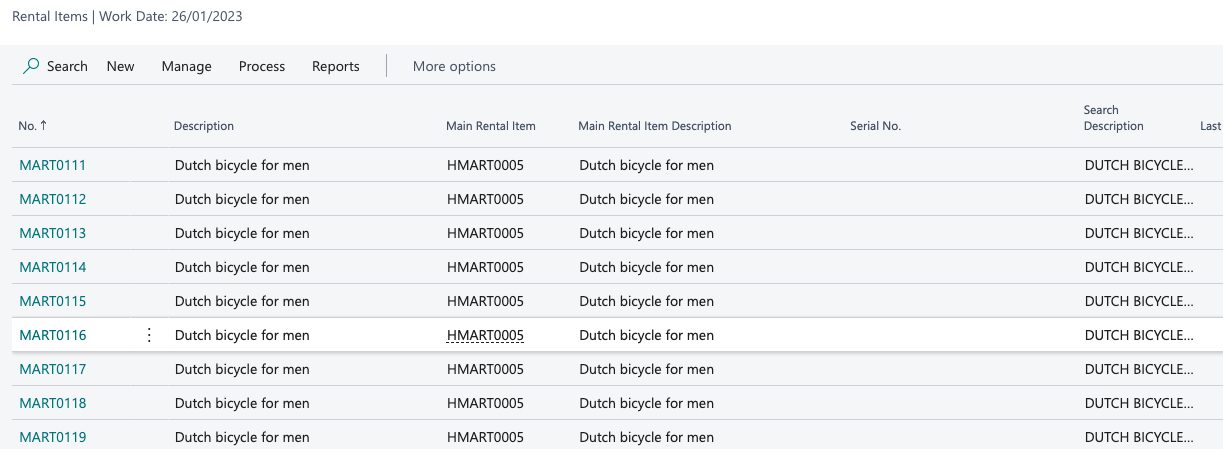 Rental Items | Work Date: 26/01/2023
Search New Manage Process Reports More options
No. ↑ Description Main Rental Item Main Rental Item Description Serial No. Search Description Last
MART0111 Dutch bicycle for men HMART0005 Dutch bicycle for men DUTCH BICYCLE...
MART0112 Dutch bicycle for men HMART0005 Dutch bicycle for men DUTCH BICYCLE...
MART0113 Dutch bicycle for men HMART0005 Dutch bicycle for men DUTCH BICYCLE...
MART0114 Dutch bicycle for men HMART0005 Dutch bicycle for men DUTCH BICYCLE...
MART0115 Dutch bicycle for men HMART0005 Dutch bicycle for men DUTCH BICYCLE...
MART0116 Dutch bicycle for men HMART0005 Dutch bicycle for men DUTCH BICYCLE...
MART0117 Dutch bicycle for men HMART0005 Dutch bicycle for men DUTCH BICYCLE...
MART0118 Dutch bicycle for men HMART0005 Dutch bicycle for men DUTCH BICYCLE...
MART0119 Dutch bicycle for men HMART0005 Dutch bicycle for men DUTCH BICYCLE...